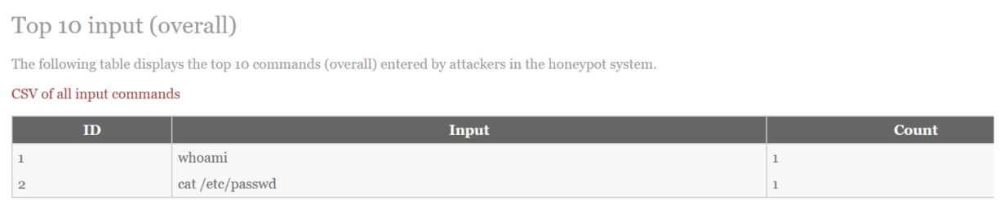 Top 10 input (overall)
The following table displays the top 10 commands (overall) entered by attackers in the honeypot system.
CSV of all input commands
ID Input Count
1 whoami 1
2 cat /etc/passwd 1